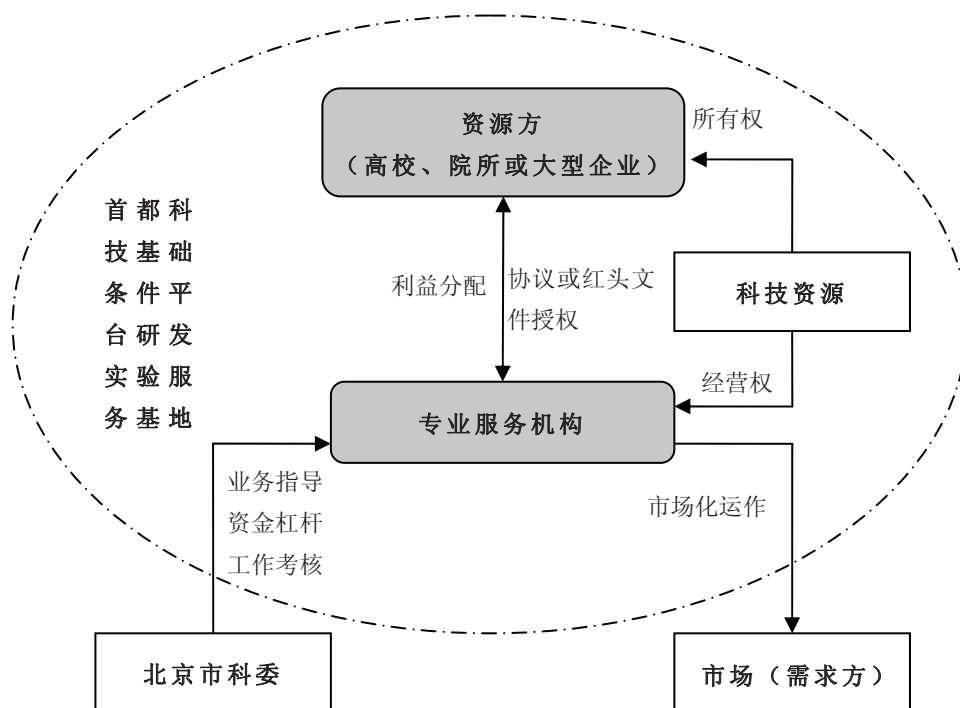 资源方
（高校、院所或大型企业）
所有权
首都科
技基础
条件平
台研发
实验服
务基地
利益分配
协议或红头文
件授权
科技资源
经营权
专业服务机构
业务指导
资金杠杆
工作考核
市场化运作
北京市科委
市场（需求方）